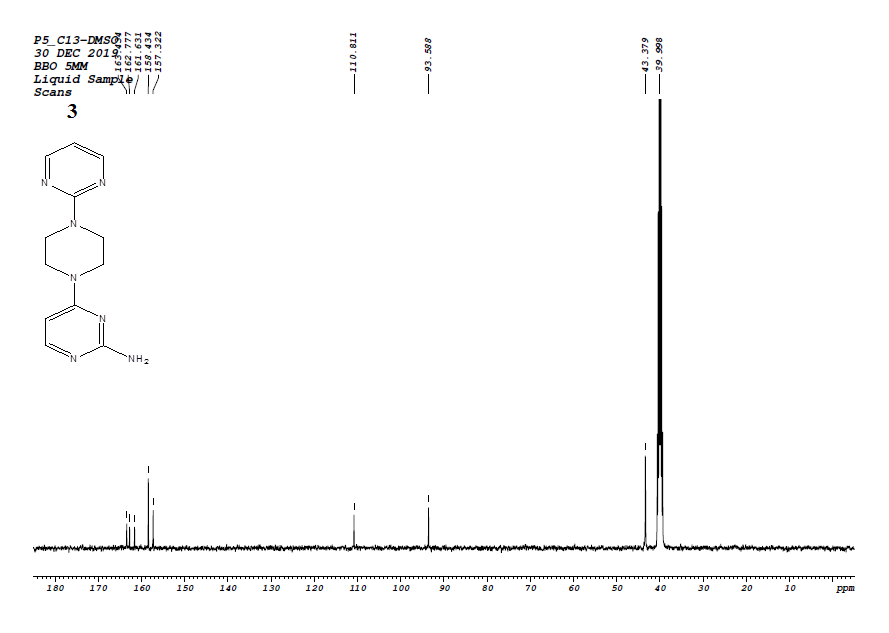 P5_C13-DMSO
30 DEC 2019
BBO 5MM
Liquid Sample
Scans
163.434
162.777
161.631
158.434
157.322
110.811
93.588
43.379
39.998
3
N N
N
N
N
N NH2
180 170 160 150 140 130 120 110 100 90 80 70 60 50 40 30 20 10 ppm